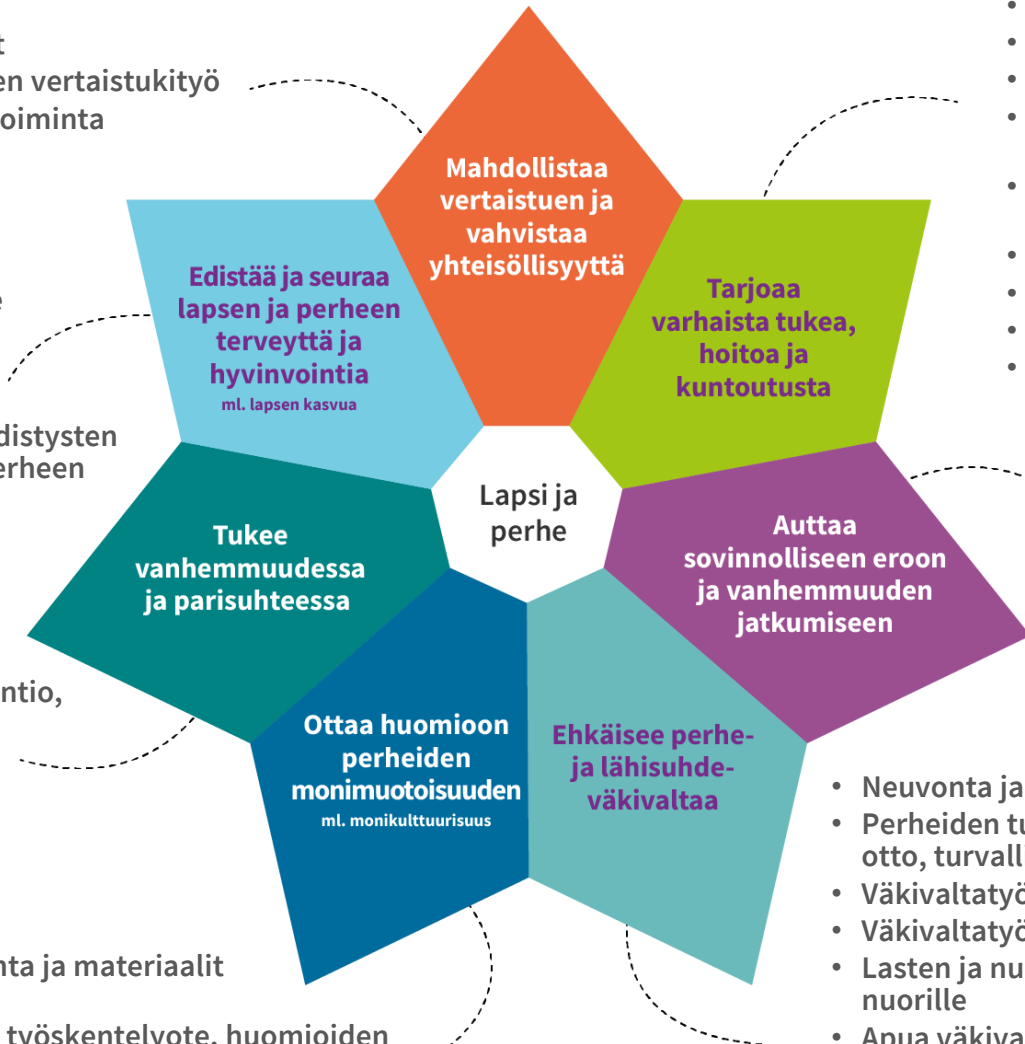 t
en vertaistukityö
oiminta
Mahdollistaa
vertaistuen ja
vahvistaa
yhteisöllisyyttä
Edistää ja seuraa
lapsen ja perheen
terveyttä ja
hyvinvointia
ml. lapsen kasvua
Tarjoaa
varhaista tukea,
hoitoa ja
kuntoutusta
e
distysten
erheen
Lapsi ja
perhe
Tukee
vanhemmuudessa
ja parisuhteessa
Auttaa
sovinnolliseen eroon
ja vanhemmuuden
jatkumiseen
ntio,
Ottaa huomioon
perheiden
monimuotoisuuden
ml. monikulttuurisuus
Ehkäisee perhe-
ja lähisuhde-
väkivaltaa
• Neuvonta ja
• Perheiden tu
otto, turvalli
• Väkivaltatyö
• Väkivaltatyö
• Lasten ja nu
nuorille
• Apua väkiva
nta ja materiaalit
työskentelyote, huomioiden